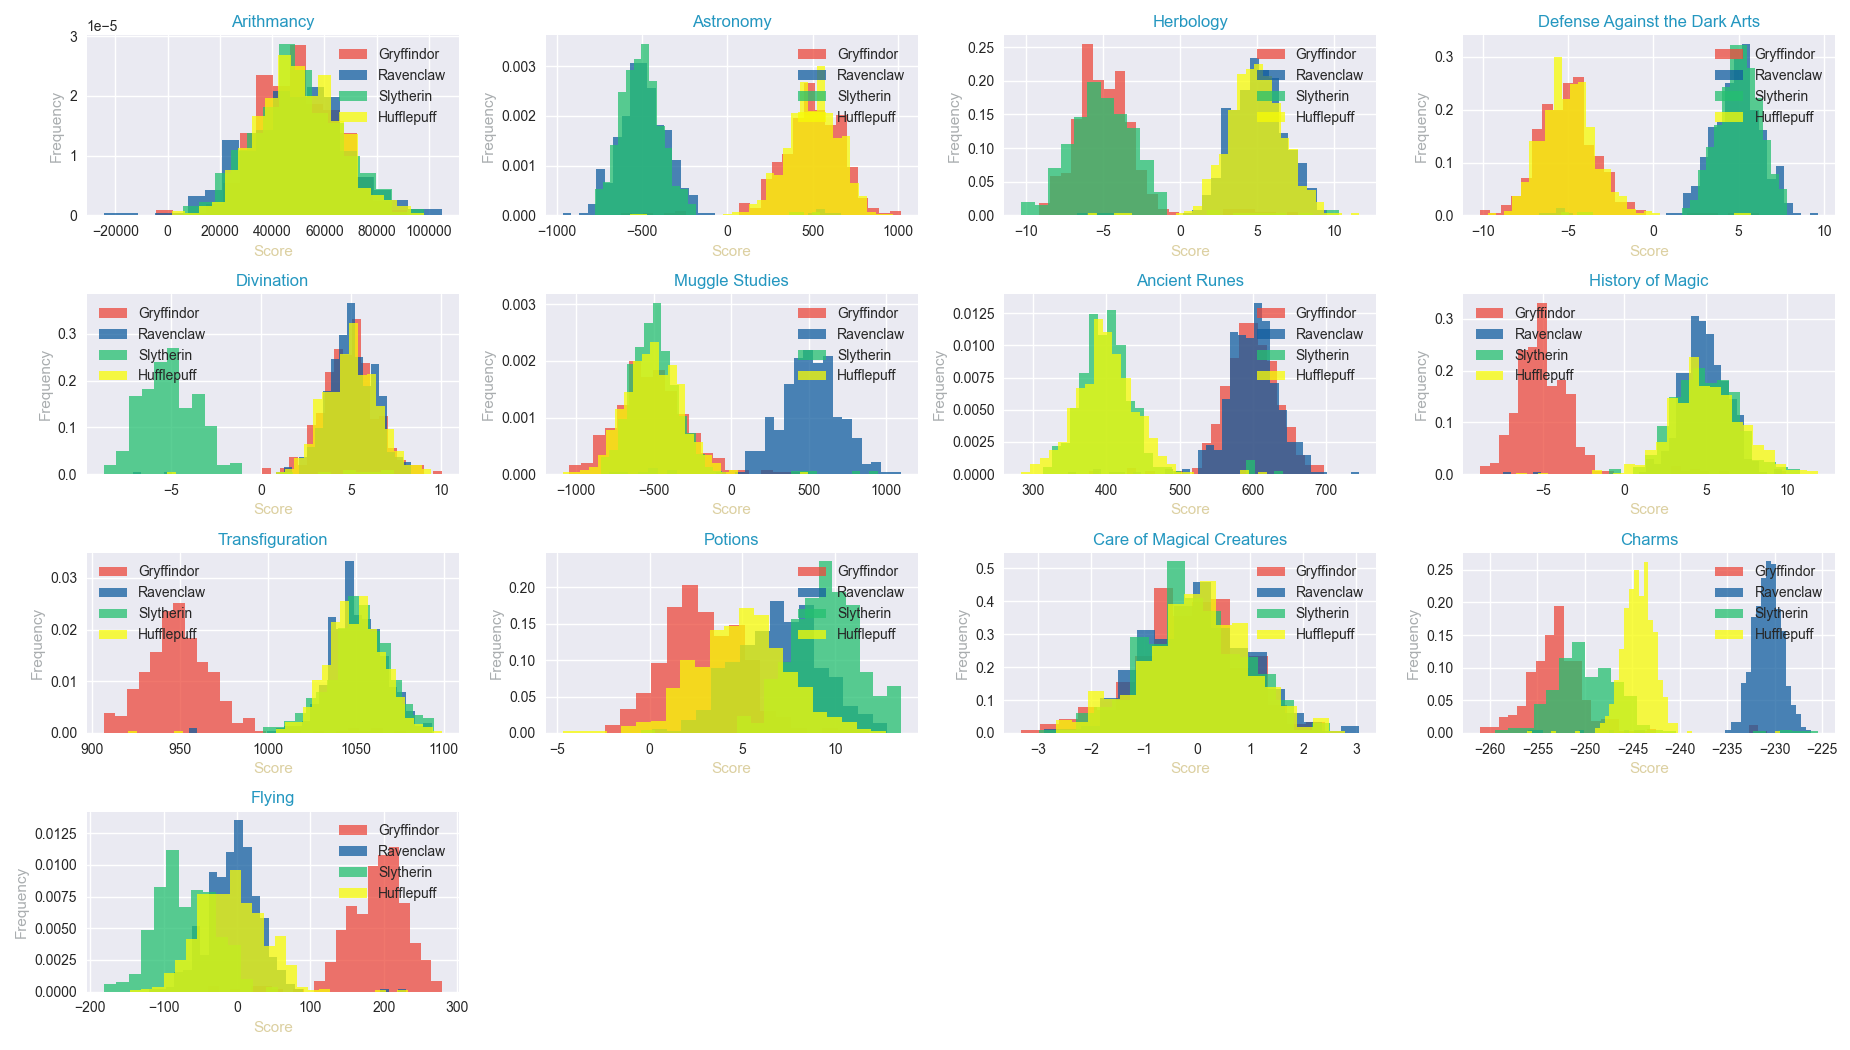 Arithmancy
1e−5
3
2
1
0
Frequency
Gryffindor
Ravenclaw
Slytherin
Hufflepuff
−20000 0 20000 40000 60000 80000 100000
Score
Astronomy
0.003
0.002
0.001
0.000
Frequency
Gryffindor
Ravenclaw
Slytherin
Hufflepuff
−1000 −500 0 500 1000
Score
Herbology
0.25
0.20
0.15
0.10
0.05
0.00
Frequency
Gryffindor
Ravenclaw
Slytherin
Hufflepuff
−10 −5 0 5 10
Score
Defense Against the Dark Arts
0.3
0.2
0.1
0.0
Frequency
Gryffindor
Ravenclaw
Slytherin
Hufflepuff
−10 −5 0 5 10
Score
Divination
0.3
0.2
0.1
0.0
Frequency
Gryffindor
Ravenclaw
Slytherin
Hufflepuff
−5 0 5 10
Score
Muggle Studies
0.003
0.002
0.001
0.000
Frequency
Gryffindor
Ravenclaw
Slytherin
Hufflepuff
−1000 −500 0 500 1000
Score
Ancient Runes
0.0125
0.0100
0.0075
0.0050
0.0025
0.0000
Frequency
Gryffindor
Ravenclaw
Slytherin
Hufflepuff
300 400 500 600 700
Score
History of Magic
0.3
0.2
0.1
0.0
Frequency
Gryffindor
Ravenclaw
Slytherin
Hufflepuff
−5 0 5 10
Score
Transfiguration
0.03
0.02
0.01
0.00
Frequency
Gryffindor
Ravenclaw
Slytherin
Hufflepuff
900 950 1000 1050 1100
Score
Potions
0.20
0.15
0.10
0.05
0.00
Frequency
Gryffindor
Ravenclaw
Slytherin
Hufflepuff
−5 0 5 10
Score
Care of Magical Creatures
0.5
0.4
0.3
0.2
0.1
0.0
Frequency
Gryffindor
Ravenclaw
Slytherin
Hufflepuff
−3 −2 −1 0 1 2 3
Score
Charms
0.25
0.20
0.15
0.10
0.05
0.00
Frequency
Gryffindor
Ravenclaw
Slytherin
Hufflepuff
−260 −255 −250 −245 −240 −235 −230 −225
Score
Flying
0.0125
0.0100
0.0075
0.0050
0.0025
0.0000
Frequency
Gryffindor
Ravenclaw
Slytherin
Hufflepuff
−200 −100 0 100 200 300
Score